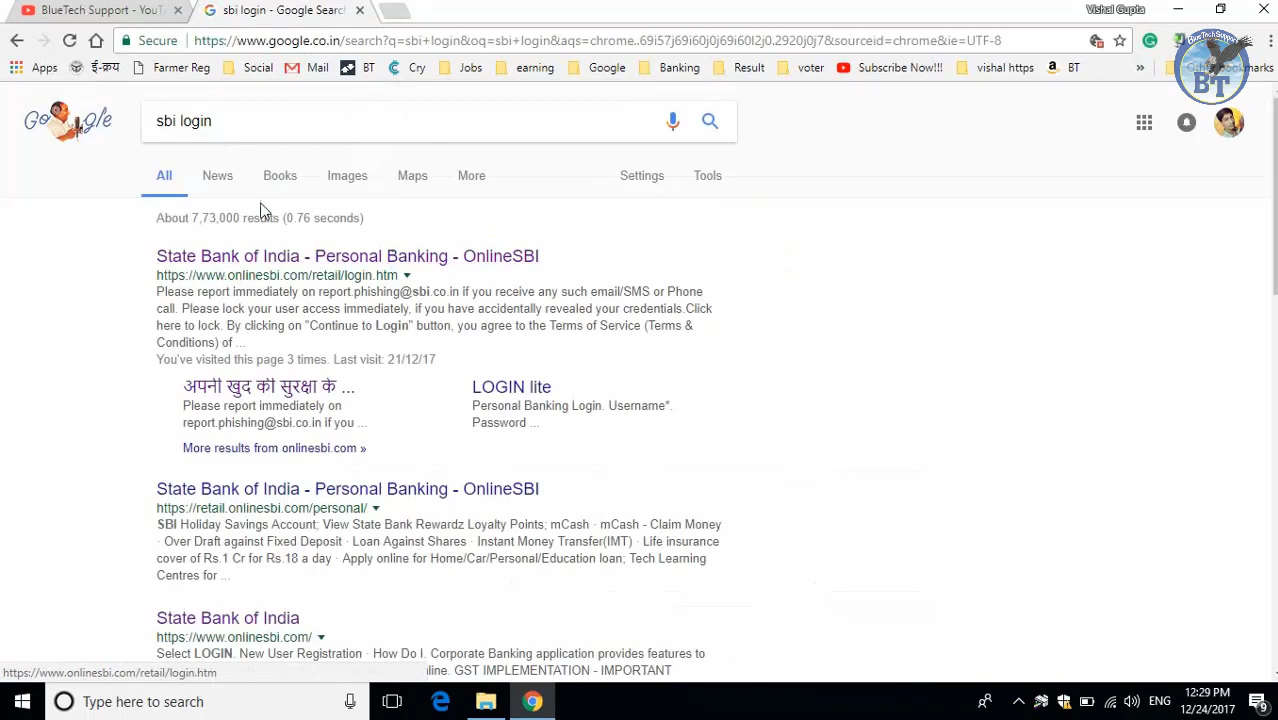 BlueTech Support - YouT
sbi login - Google Search
Vishal Gupta
Secure
https://www.google.co.in/search?q=sbi+login&oq=sbi+login&aqs=chrome..69i57j69i60j0j69i60l2j0.2920j0j7&sourceid=chrome&ie=UTF-8
Apps ई-क्रय Farmer Reg Social Mail BT Cry Jobs earning Google Banking Result voter Subscribe Now!!! vishal https BT » Other bookmarks
BlueTech Support
BT
Google
sbi login
All News Books Images Maps More Settings Tools
About 7,73,000 results (0.76 seconds)
State Bank of India - Personal Banking - OnlineSBI
https://www.onlinesbi.com/retail/login.htm
Please report immediately on report.phishing@sbi.co.in if you receive any such email/SMS or Phone
call. Please lock your user access immediately, if you have accidentally revealed your credentials.Click
here to lock. By clicking on "Continue to Login" button, you agree to the Terms of Service (Terms &
Conditions) of ...
You've visited this page 3 times. Last visit: 21/12/17
अपनी खुद की सुरक्षा के ...
Please report immediately on
report.phishing@sbi.co.in if you ...
LOGIN lite
Personal Banking Login. Username*.
Password ...
More results from onlinesbi.com »
State Bank of India - Personal Banking - OnlineSBI
https://retail.onlinesbi.com/personal/
SBI Holiday Savings Account; View State Bank Rewardz Loyalty Points; mCash · mCash - Claim Money
· Over Draft against Fixed Deposit · Loan Against Shares · Instant Money Transfer(IMT) · Life insurance
cover of Rs.1 Cr for Rs.18 a day · Apply online for Home/Car/Personal/Education loan; Tech Learning
Centres for ...
State Bank of India
https://www.onlinesbi.com/
Select LOGIN. New User Registration · How Do I. Corporate Banking application provides features to
online. GST IMPLEMENTATION - IMPORTANT
https://www.onlinesbi.com/retail/login.htm
Type here to search
ENG
12:29 PM
12/24/2017
9